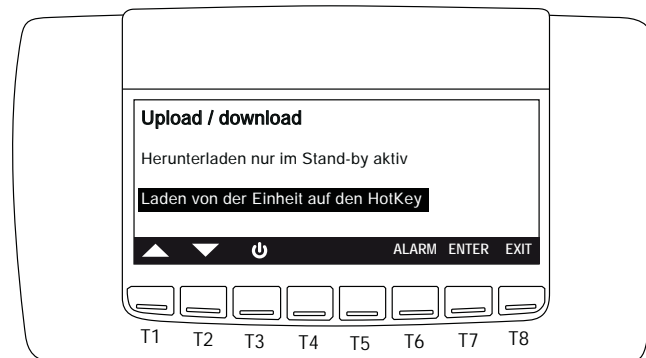 Upload / download
Herunterladen nur im Stand-by aktiv
Laden von der Einheit auf den HotKey
ALARM ENTER EXIT
T1 T2 T3 T4 T5 T6 T7 T8